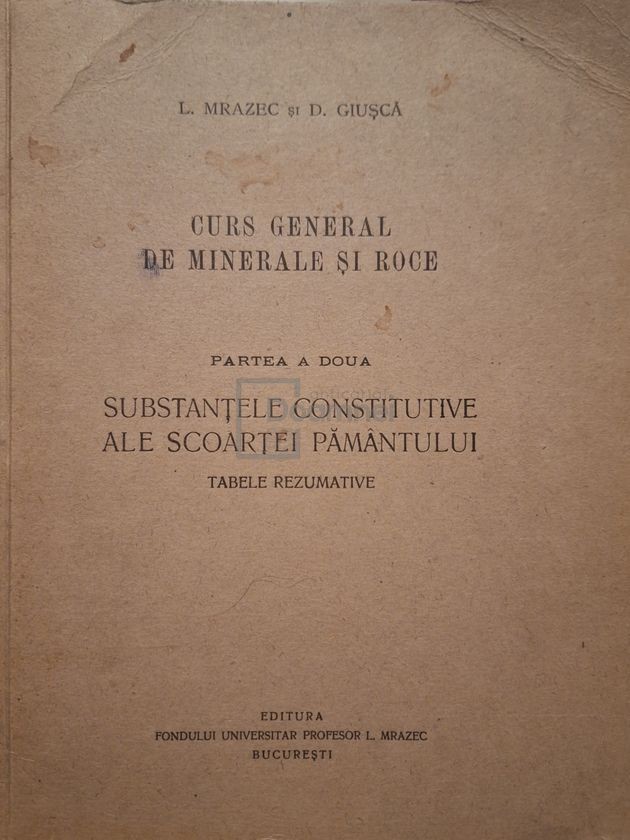 L. MRAZEC ȘI D. GIUȘCĂ
CURS GENERAL
DE MINERALE ȘI ROCE
PARTEA A DOUA
SUBSTANȚELE CONSTITUTIVE
ALE SCOARȚEI PĂMÂNTULUI
TABELE REZUMATIVE
EDITURA
FONDULUI UNIVERSITAR PROFESOR L. MRAZEC
BUCUREȘTI